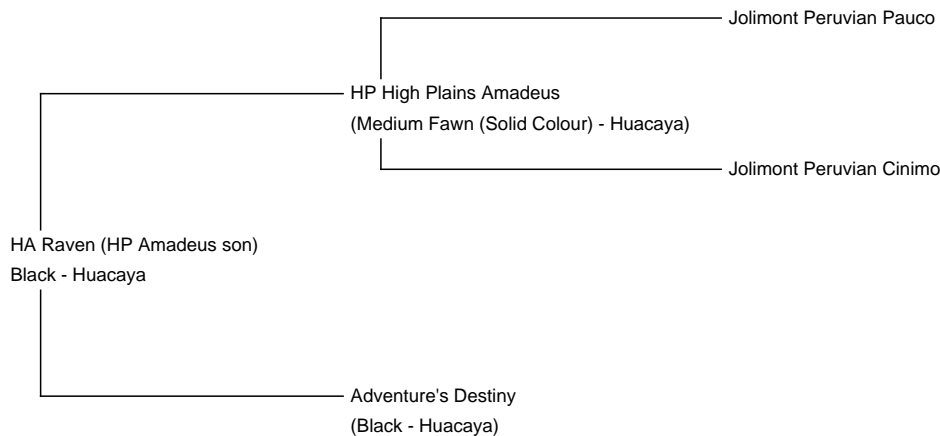 Jolimont Peruvian Pauco
HP High Plains Amadeus
(Medium Fawn (Solid Colour) - Huacaya)
Jolimont Peruvian Cinimo
HA Raven (HP Amadeus son)
Black - Huacaya
Adventure's Destiny
(Black - Huacaya)